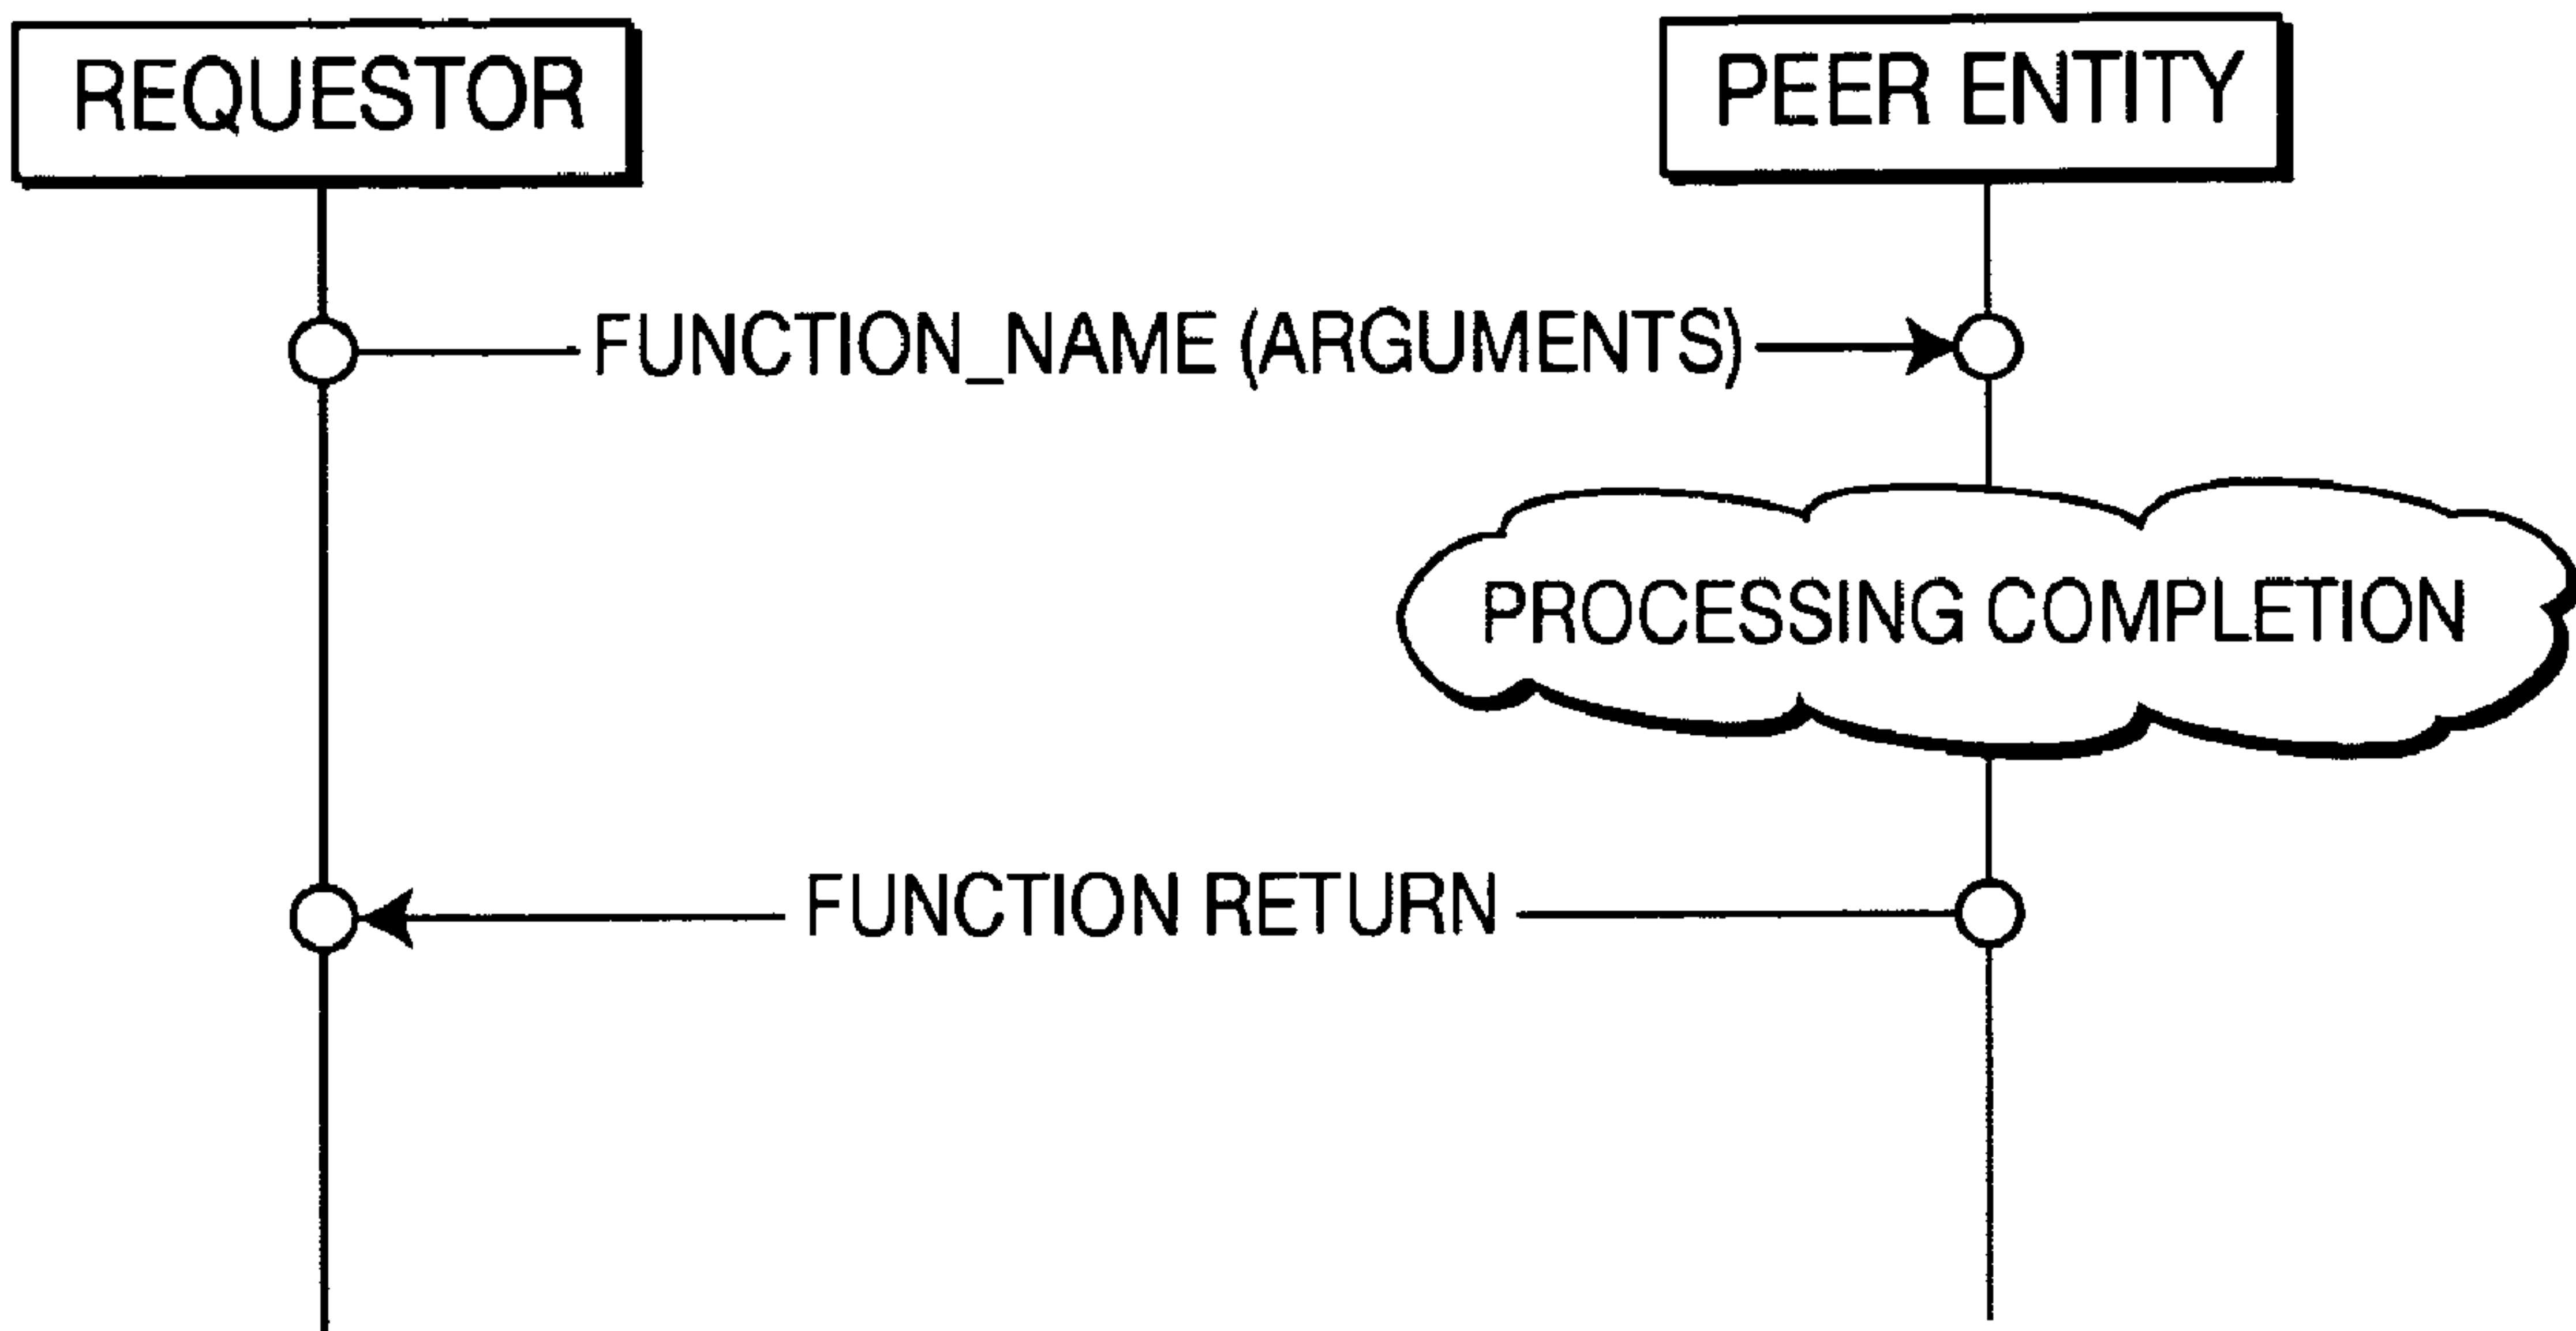 REQUESTOR
PEER ENTITY
FUNCTION_NAME (ARGUMENTS)
PROCESSING COMPLETION
FUNCTION RETURN